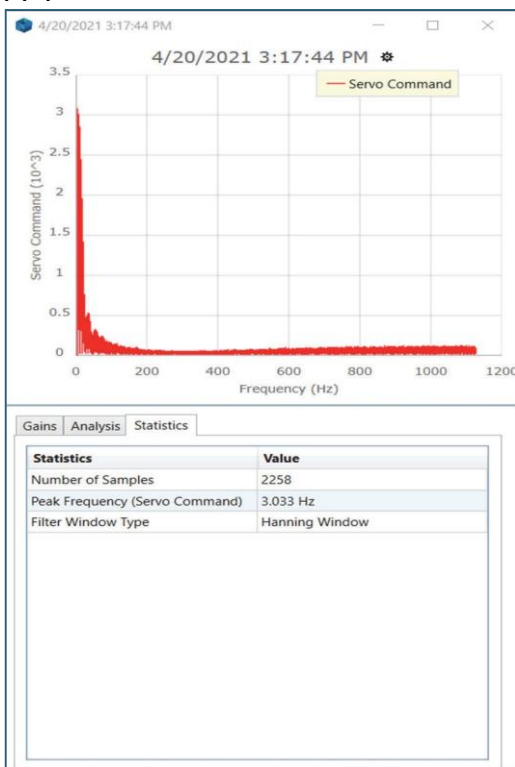 4/20/2021 3:17:44 PM
4/20/2021 3:17:44 PM
Servo Command
3.5
3
2.5
2
1.5
1
0.5
0
Servo Command (10^3)
0 200 400 600 800 1000 1200
Frequency (Hz)
Gains Analysis Statistics
Statistics Value
Number of Samples 2258
Peak Frequency (Servo Command) 3.033 Hz
Filter Window Type Hanning Window